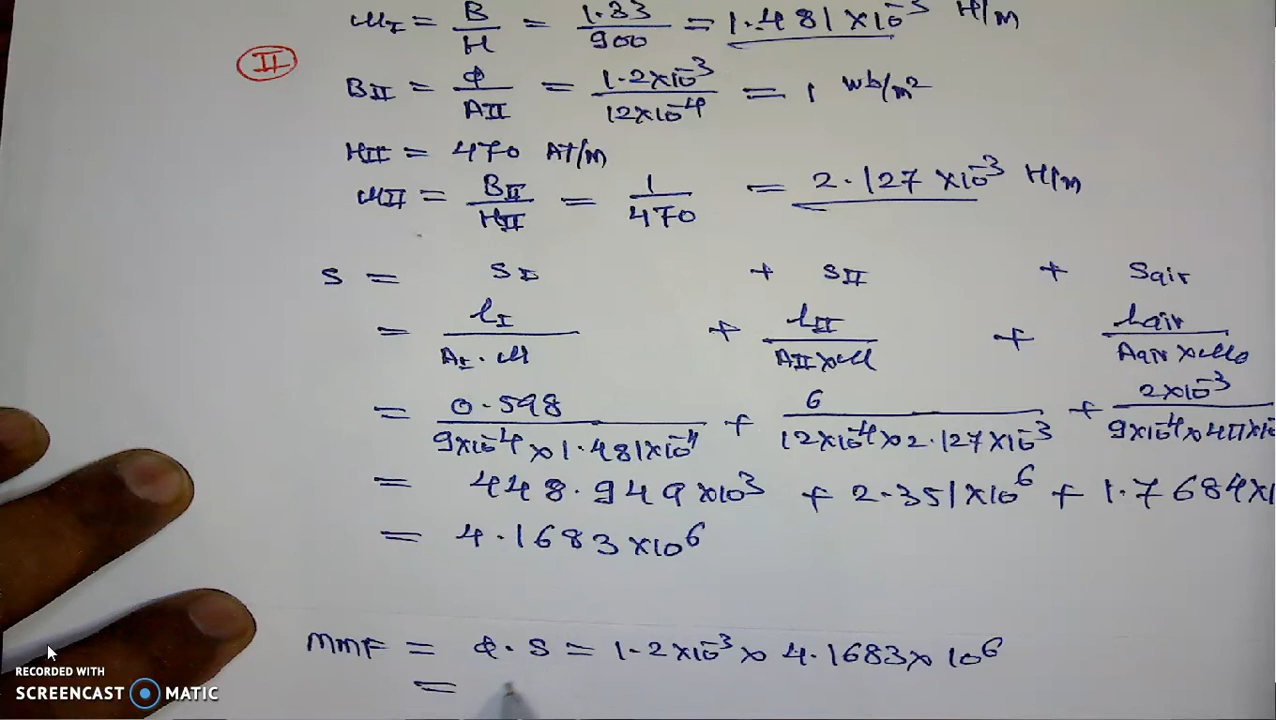 μI = B/H = 1.33/900 = 1.481×10⁻³ H/m
II
BII = φ/AII = 1.2×10⁻³/12×10⁻⁴ = 1 wb/m²
HII = 470 AT/m
μII = BII/HII = 1/470 = 2.127×10⁻³ H/m
S = SI + SII + Sair
= lI/AI·μ + lII/AII×μ + lair/Aair×μo
= 0.598/9×10⁻⁴×1.481×10⁻⁴ + 6/12×10⁻⁴×2.127×10⁻³ + 2×10⁻³/9×10⁻⁴×4π×10
= 448.949×10³ + 2.351×10⁶ + 1.7684×1
= 4.1683×10⁶
MMF = φ·S = 1.2×10⁻³×4.1683×10⁶
=
RECORDED WITH
SCREENCAST MATIC